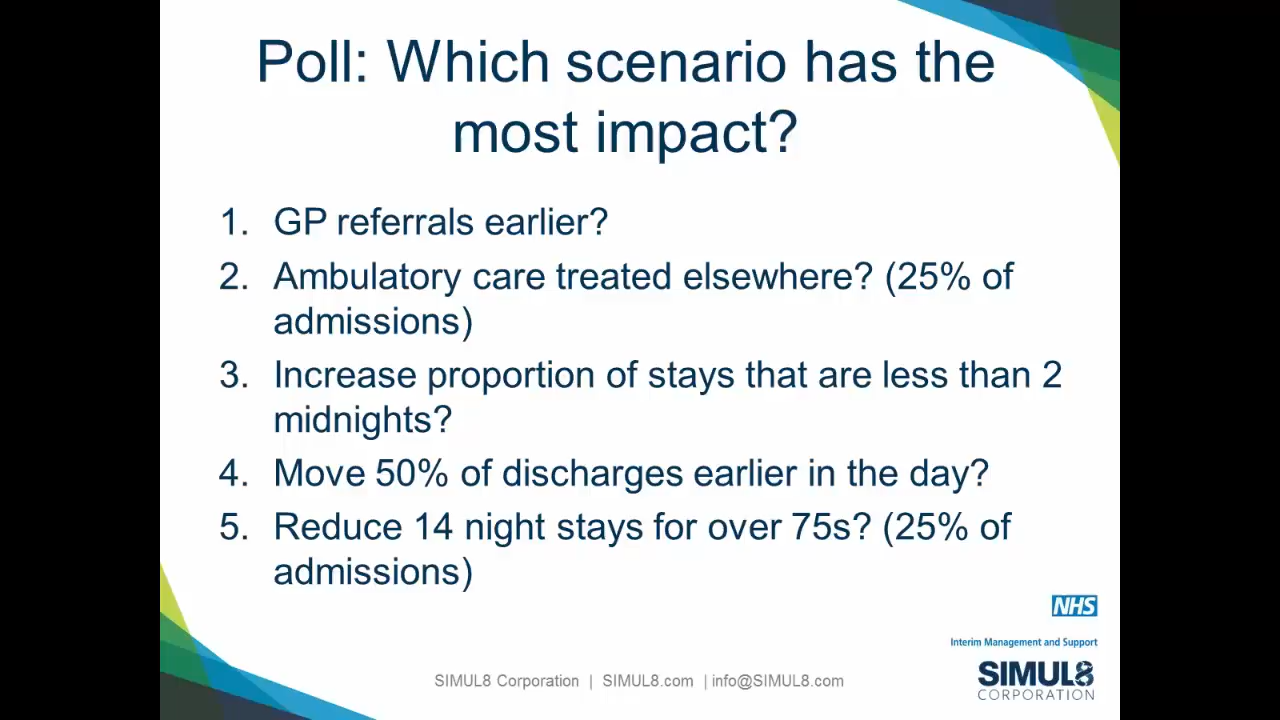 Poll: Which scenario has the
most impact?
1. GP referrals earlier?
2. Ambulatory care treated elsewhere? (25% of
admissions)
3. Increase proportion of stays that are less than 2
midnights?
4. Move 50% of discharges earlier in the day?
5. Reduce 14 night stays for over 75s? (25% of
admissions)
NHS
Interim Management and Support
SIMUL8
CORPORATION
SIMUL8 Corporation | SIMUL8.com | info@SIMUL8.com